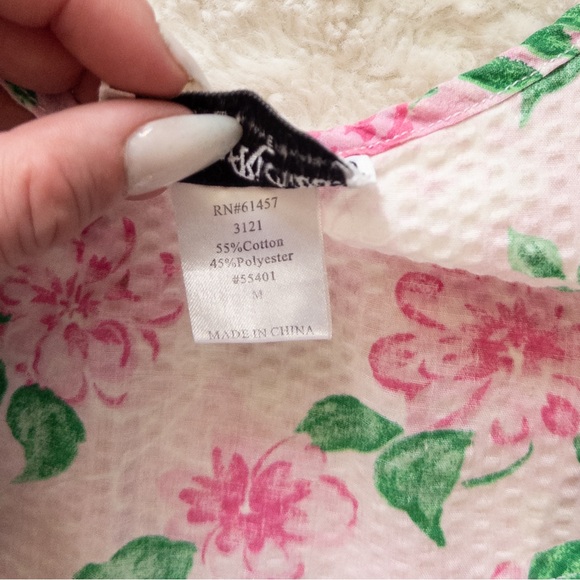 RN#61457
3121
55%Cotton
45%Polyester
#55401
M
MADE IN CHINA